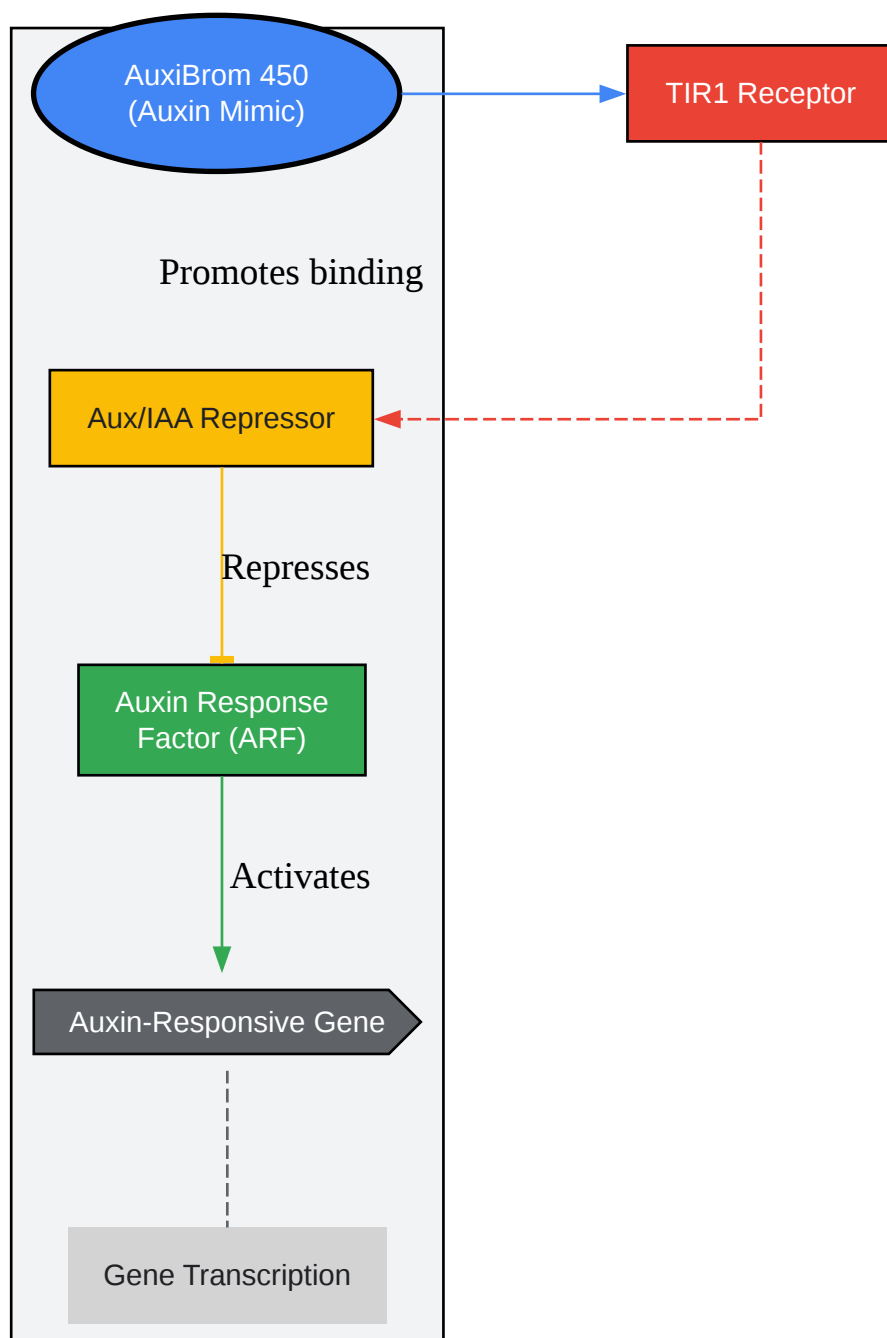 AuxiBrom 450
(Auxin Mimic)
TIR1 Receptor
Promotes binding
Aux/IAA Repressor
Represses
Auxin Response
Factor (ARF)
Activates
Auxin-Responsive Gene
Gene Transcription